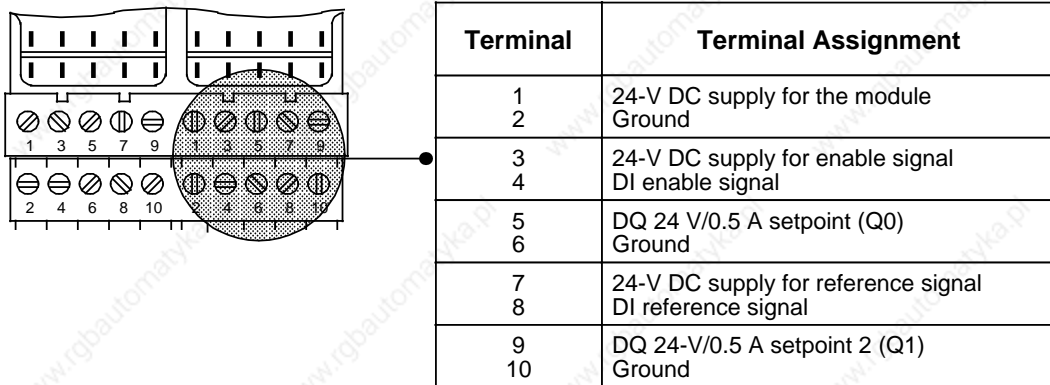 1 3 5 7 9 1 3 5 7 9
2 4 6 8 10 2 4 6 8 10
Terminal Terminal Assignment
1 24-V DC supply for the module
2 Ground
3 24-V DC supply for enable signal
4 DI enable signal
5 DQ 24 V/0.5 A setpoint (Q0)
6 Ground
7 24-V DC supply for reference signal
8 DI reference signal
9 DQ 24-V/0.5 A setpoint 2 (Q1)
10 Ground
www.rgbautomatyka.pl